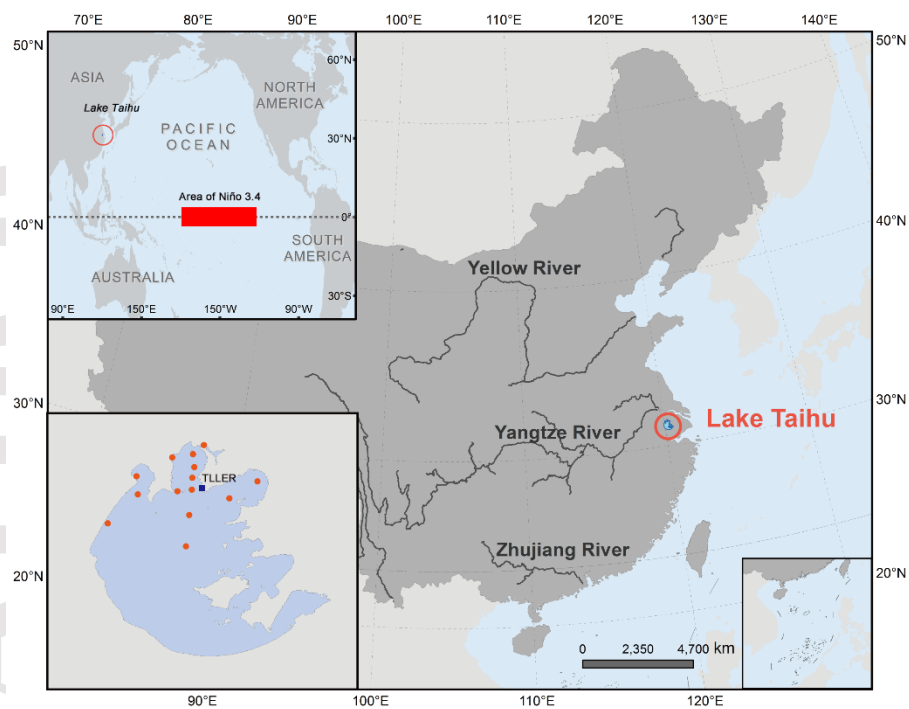 70°E 80°E 90°E 100°E 110°E 120°E 130°E 140°E
50°N
50°N
60°N
ASIA
NORTH
AMERICA
Lake Taihu
PACIFIC
OCEAN
30°N
Area of Niño 3.4
0°
SOUTH
AMERICA
AUSTRALIA
30°S
90°E 150°E 150°W 90°W
40°N
40°N
Yellow River
30°N
30°N
Lake Taihu
Yangtze River
TLLER
Zhujiang River
20°N
20°N
0 2,350 4,700 km
90°E 100°E 110°E 120°E